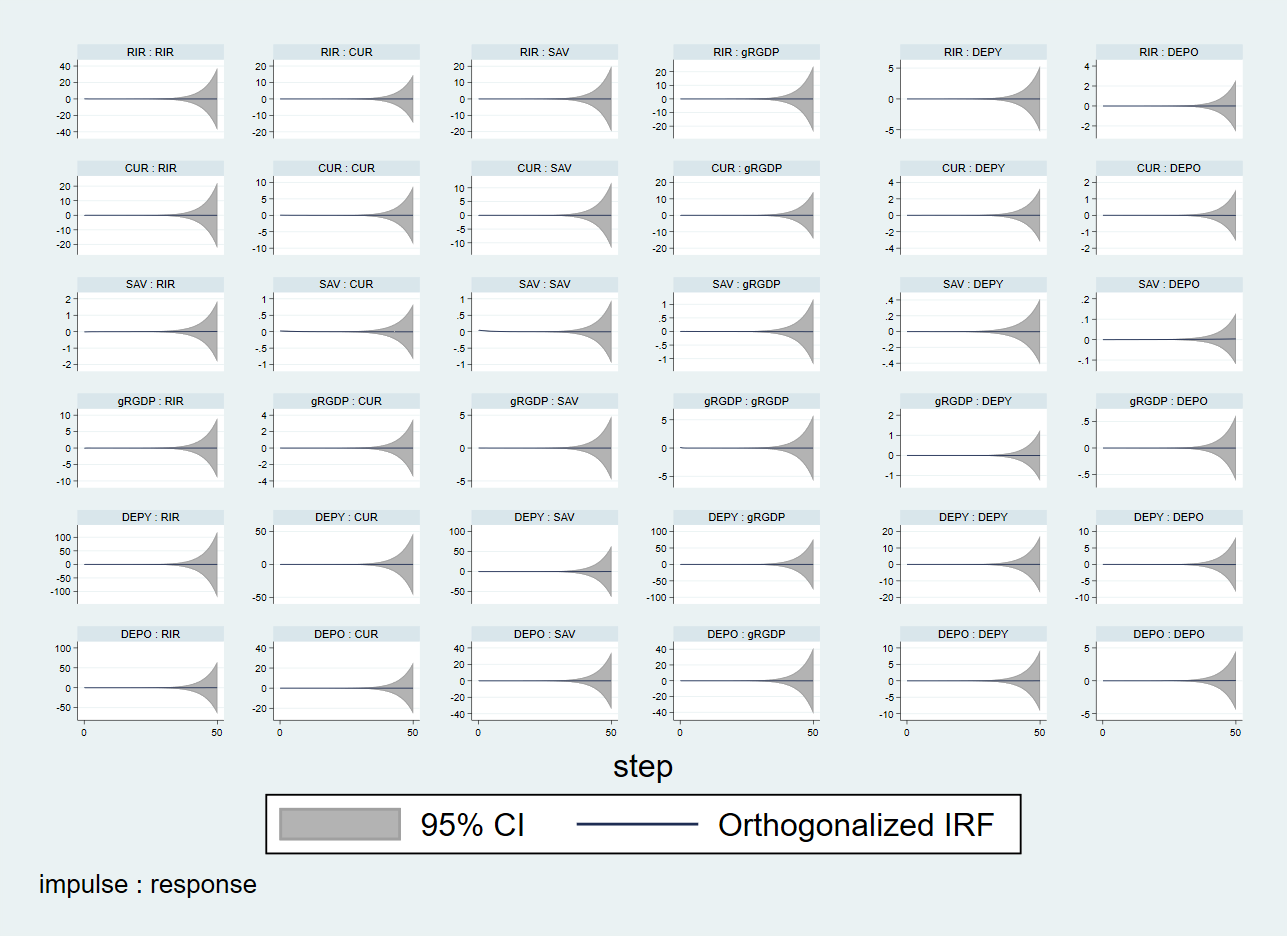 RIR : RIR RIR : CUR RIR : SAV RIR : gRGDP RIR : DEPY RIR : DEPO
40 20 0 -20 -40 20 10 0 -10 -20 20 10 0 -10 -20 20 10 0 -10 -20 5 0 -5 4 2 0 -2
CUR : RIR CUR : CUR CUR : SAV CUR : gRGDP CUR : DEPY CUR : DEPO
20 10 0 -10 -20 10 5 0 -5 -10 10 5 0 -5 -10 20 10 0 -10 -20 4 2 0 -2 -4 2 1 0 -1 -2
SAV : RIR SAV : CUR SAV : SAV SAV : gRGDP SAV : DEPY SAV : DEPO
2 1 0 -1 -2 1 .5 0 -.5 -1 1 .5 0 -.5 -1 1 .5 0 -.5 -1 .4 .2 0 -.2 -.4 .2 .1 0 -.1
gRGDP : RIR gRGDP : CUR gRGDP : SAV gRGDP : gRGDP gRGDP : DEPY gRGDP : DEPO
10 5 0 -5 -10 4 2 0 -2 -4 5 0 -5 5 0 -5 2 1 0 -1 .5 0 -.5
DEPY : RIR DEPY : CUR DEPY : SAV DEPY : gRGDP DEPY : DEPY DEPY : DEPO
100 50 0 -50 -100 50 0 -50 100 50 0 -50 100 50 0 -50 -100 20 10 0 -10 -20 10 5 0 -5 -10
DEPO : RIR DEPO : CUR DEPO : SAV DEPO : gRGDP DEPO : DEPY DEPO : DEPO
100 50 0 -50 40 20 0 -20 40 20 0 -20 -40 40 20 0 -20 -40 10 5 0 -5 -10 5 0 -5
0 50 0 50 0 50 0 50 0 50 0 50
step
95% CI Orthogonalized IRF
impulse : response